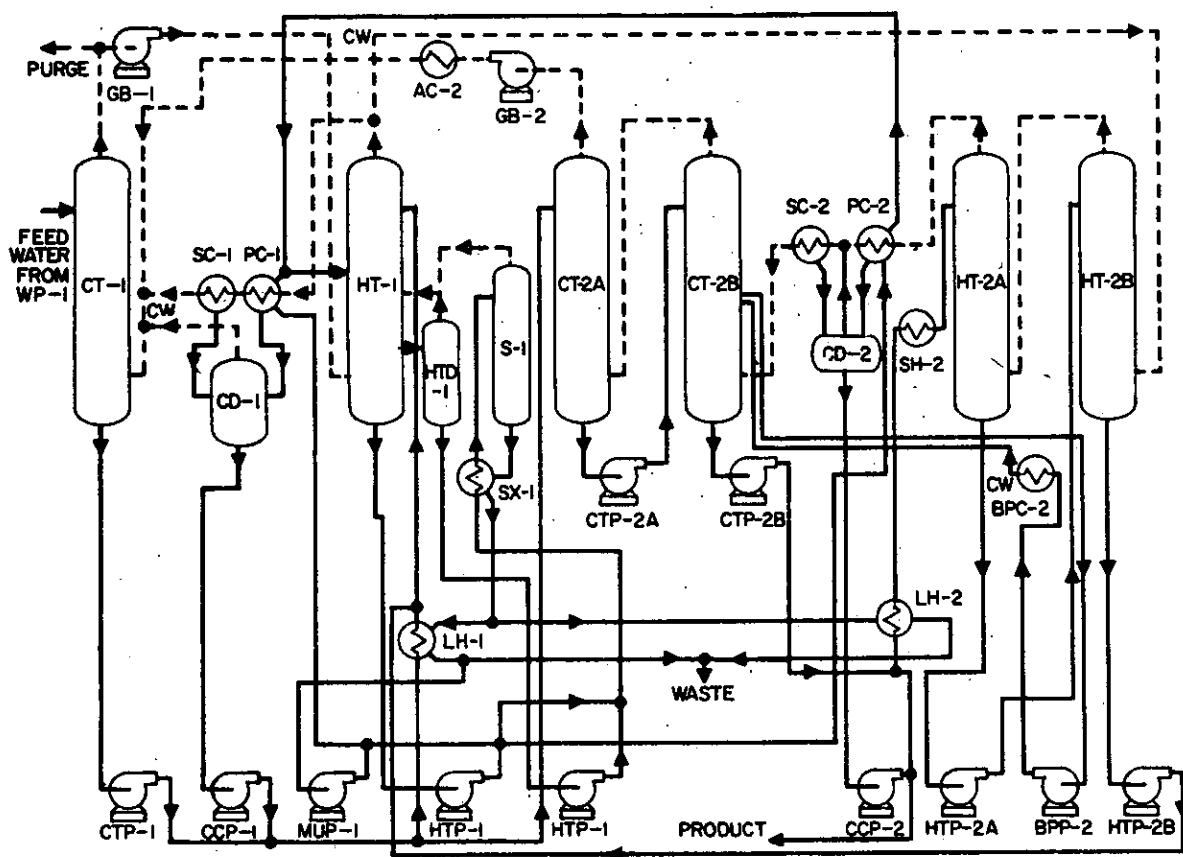 CW
PURGE
GB-1
AC-2
GB-2
FEED
WATER
FROM
WP-1
CT-1
SC-1
PC-1
HT-1
CT-2A
CT-2B
SC-2
PC-2
HT-2A
HT-2B
CW
S-1
HTD
-1
CD-2
SH-2
CD-1
SX-1
CTP-2A
CTP-2B
CW
BPC-2
LH-1
LH-2
WASTE
CTP-1
CCP-1
MUP-1
HTP-1
HTP-1
PRODUCT
CCP-2
HTP-2A
BPP-2
HTP-2B